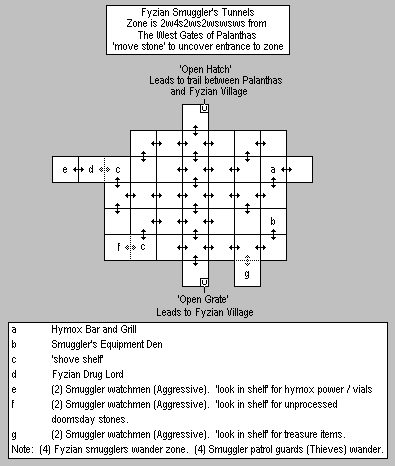 Fyzian Smuggler's Tunnels
Zone is 2w4s2ws2wswsws from
The West Gates of Palanthas
'move stone' to uncover entrance to zone
'Open Hatch'
Leads to trail between Palanthas
and Fyzian Village
U
e d c a
b
f c
g
U
'Open Grate'
Leads to Fyzian Village
a Hymox Bar and Grill
b Smuggler's Equipment Den
c 'shove shelf'
d Fyzian Drug Lord
e (2) Smuggler watchmen (Aggressive). 'look in shelf' for hymox power / vials
f (2) Smuggler watchmen (Aggressive). 'look in shelf' for unprocessed
doomsday stones.
g (2) Smuggler watchmen (Aggressive). 'look in shelf' for treasure items.
Note: (4) Fyzian smugglers wander zone. (4) Smuggler patrol guards (Thieves) wander.